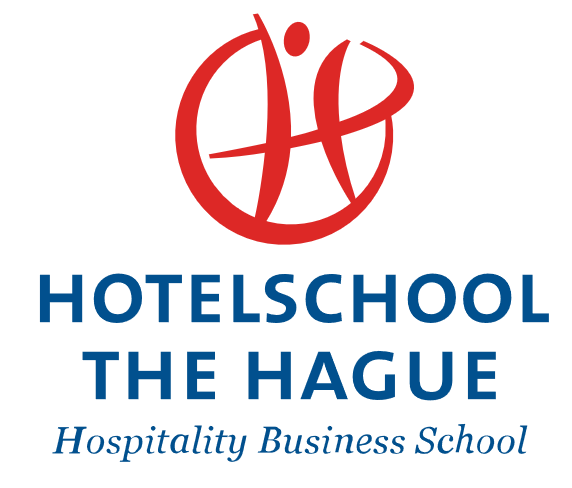 HOTELSCHOOL
THE HAGUE
Hospitality Business School